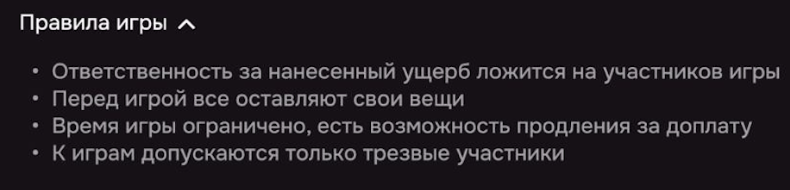 Правила игры
• Ответственность за нанесенный ущерб ложится на участников игры
• Перед игрой все оставляют свои вещи
• Время игры ограничено, есть возможность продления за доплату
• К играм допускаются только трезвые участники